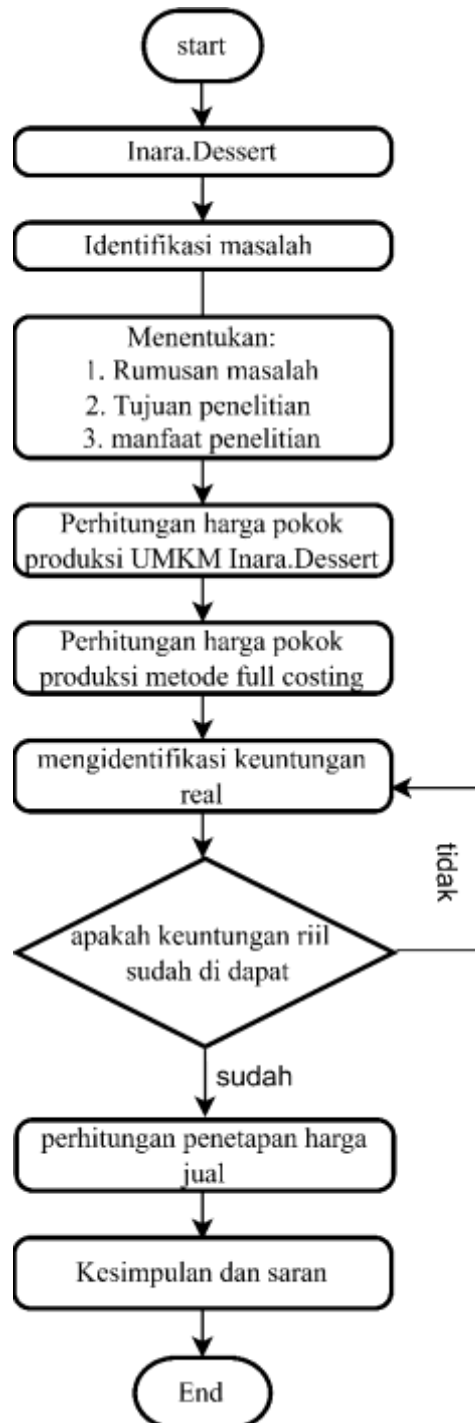 start
Inara.Dessert
Identifikasi masalah
Menentukan:
1. Rumusan masalah
2. Tujuan penelitian
3. manfaat penelitian
Perhitungan harga pokok
produksi UMKM Inara.Dessert
Perhitungan harga pokok
produksi metode full costing
mengidentifikasi keuntungan
real
tidak
apakah keuntungan riil
sudah di dapat
sudah
perhitungan penetapan harga
jual
Kesimpulan dan saran
End